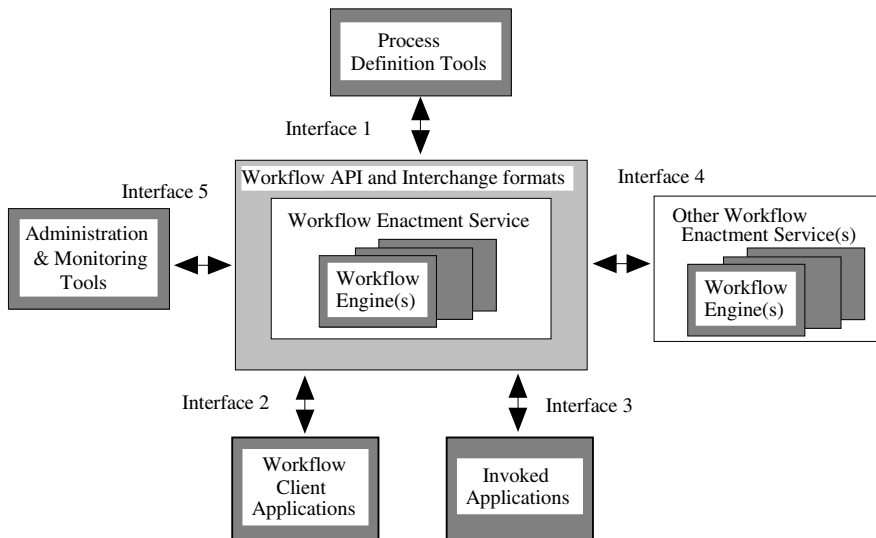 Process
Definition Tools
Interface 1
Workflow API and Interchange formats
Interface 5
Interface 4
Workflow Enactment Service
Workflow
Engine(s)
Administration
& Monitoring
Tools
Other Workflow
Enactment Service(s)
Workflow
Engine(s)
Interface 2
Interface 3
Workflow
Client
Applications
Invoked
Applications